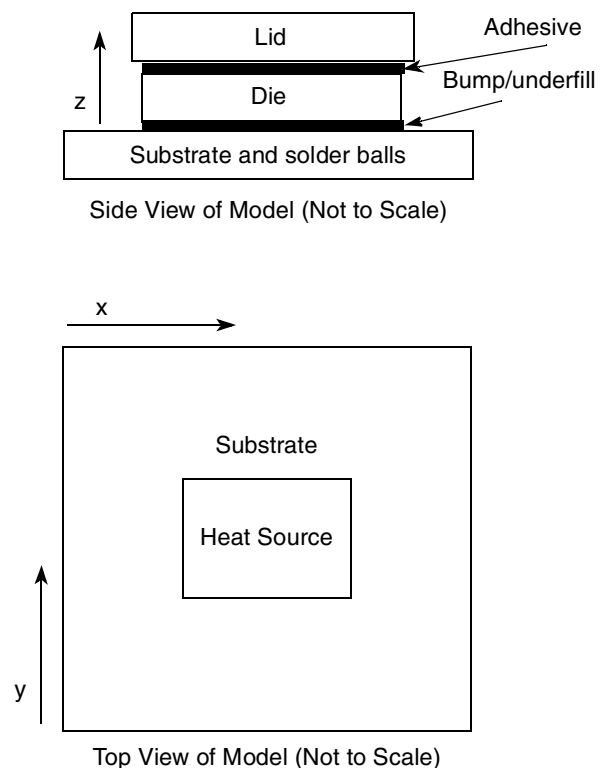 Lid
Adhesive
z
Die
Bump/underfill
Substrate and solder balls
Side View of Model (Not to Scale)
x
Substrate
Heat Source
y
Top View of Model (Not to Scale)